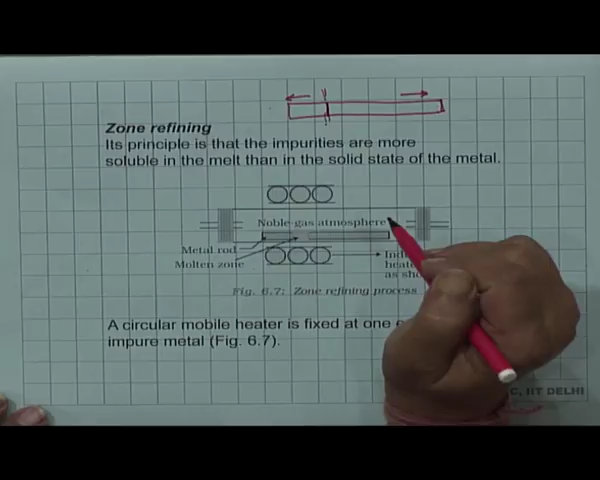 Zone refining
Its principle is that the impurities are more
soluble in the melt than in the solid state of the metal.
Noble gas atmosphere
Metal rod
Molten zone
Fig. 6.7: Zone refining process
A circular mobile heater is fixed at one
impure metal (Fig. 6.7).
C, IIT DELHI